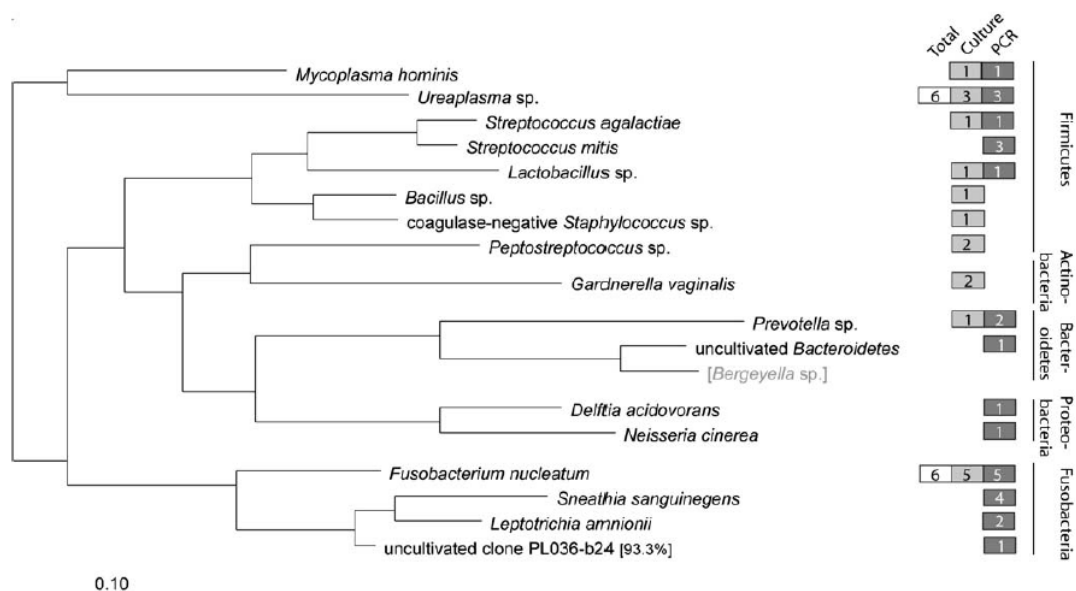 Total Culture PCR
Mycoplasma hominis 1 1
Ureaplasma sp. 6 3 3
Streptococcus agalactiae 1 1
Streptococcus mitis 3
Lactobacillus sp. 1 1
Bacillus sp. 1
coagulase-negative Staphylococcus sp. 1
Peptostreptococcus sp. 2
Firmicutes
Gardnerella vaginalis 2
Actino-
bacteria
Prevotella sp. 1 2
uncultivated Bacteroidetes 1
[Bergeyella sp.]
Bacter-
oidetes
Delftia acidovorans 1
Neisseria cinerea 1
Proteo-
bacteria
Fusobacterium nucleatum 6 5 5
Sneathia sanguinegens 4
Leptotrichia amnionii 2
uncultivated clone PL036-b24 [93.3%] 1
Fusobacteria
0.10